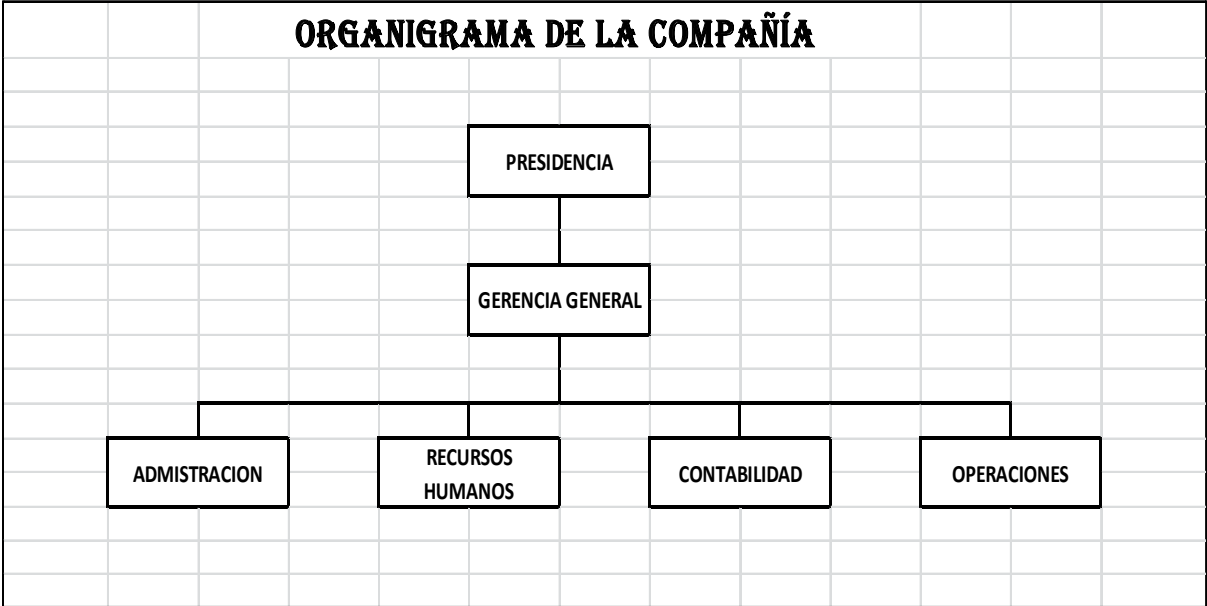 ORGANIGRAMA DE LA COMPAÑÍA
PRESIDENCIA
GERENCIA GENERAL
ADMISTRACION
RECURSOS
HUMANOS
CONTABILIDAD
OPERACIONES